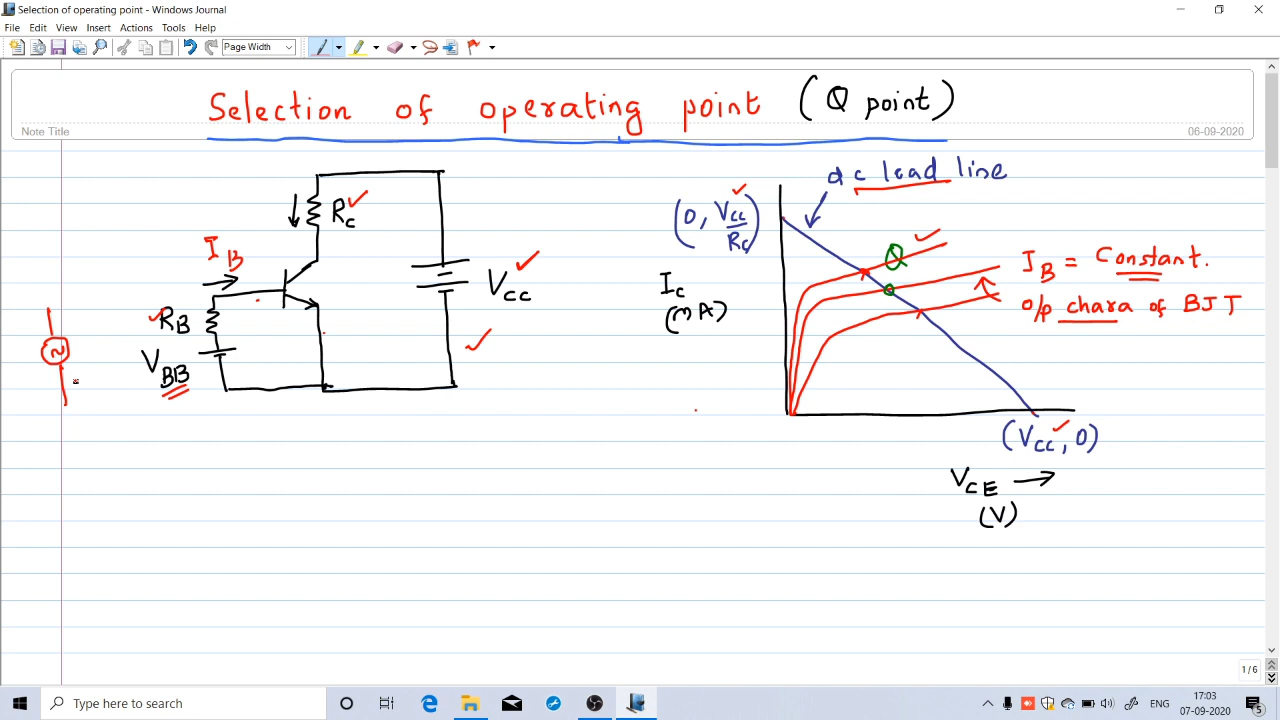 Selection of operating point - Windows Journal
File Edit View Insert Actions Tools Help
Page Width
Selection of operating point (Q point)
Note Title
06-09-2020
dc load line
(0, Vcc/Rc)
Rc
IB
Q
IB = Constant.
Ic
(mA)
Vcc
o/p chara of BJT
RB
VBB
(Vcc, 0)
VCE →
(V)
1 / 6
Type here to search
ENG
17:03
07-09-2020
5